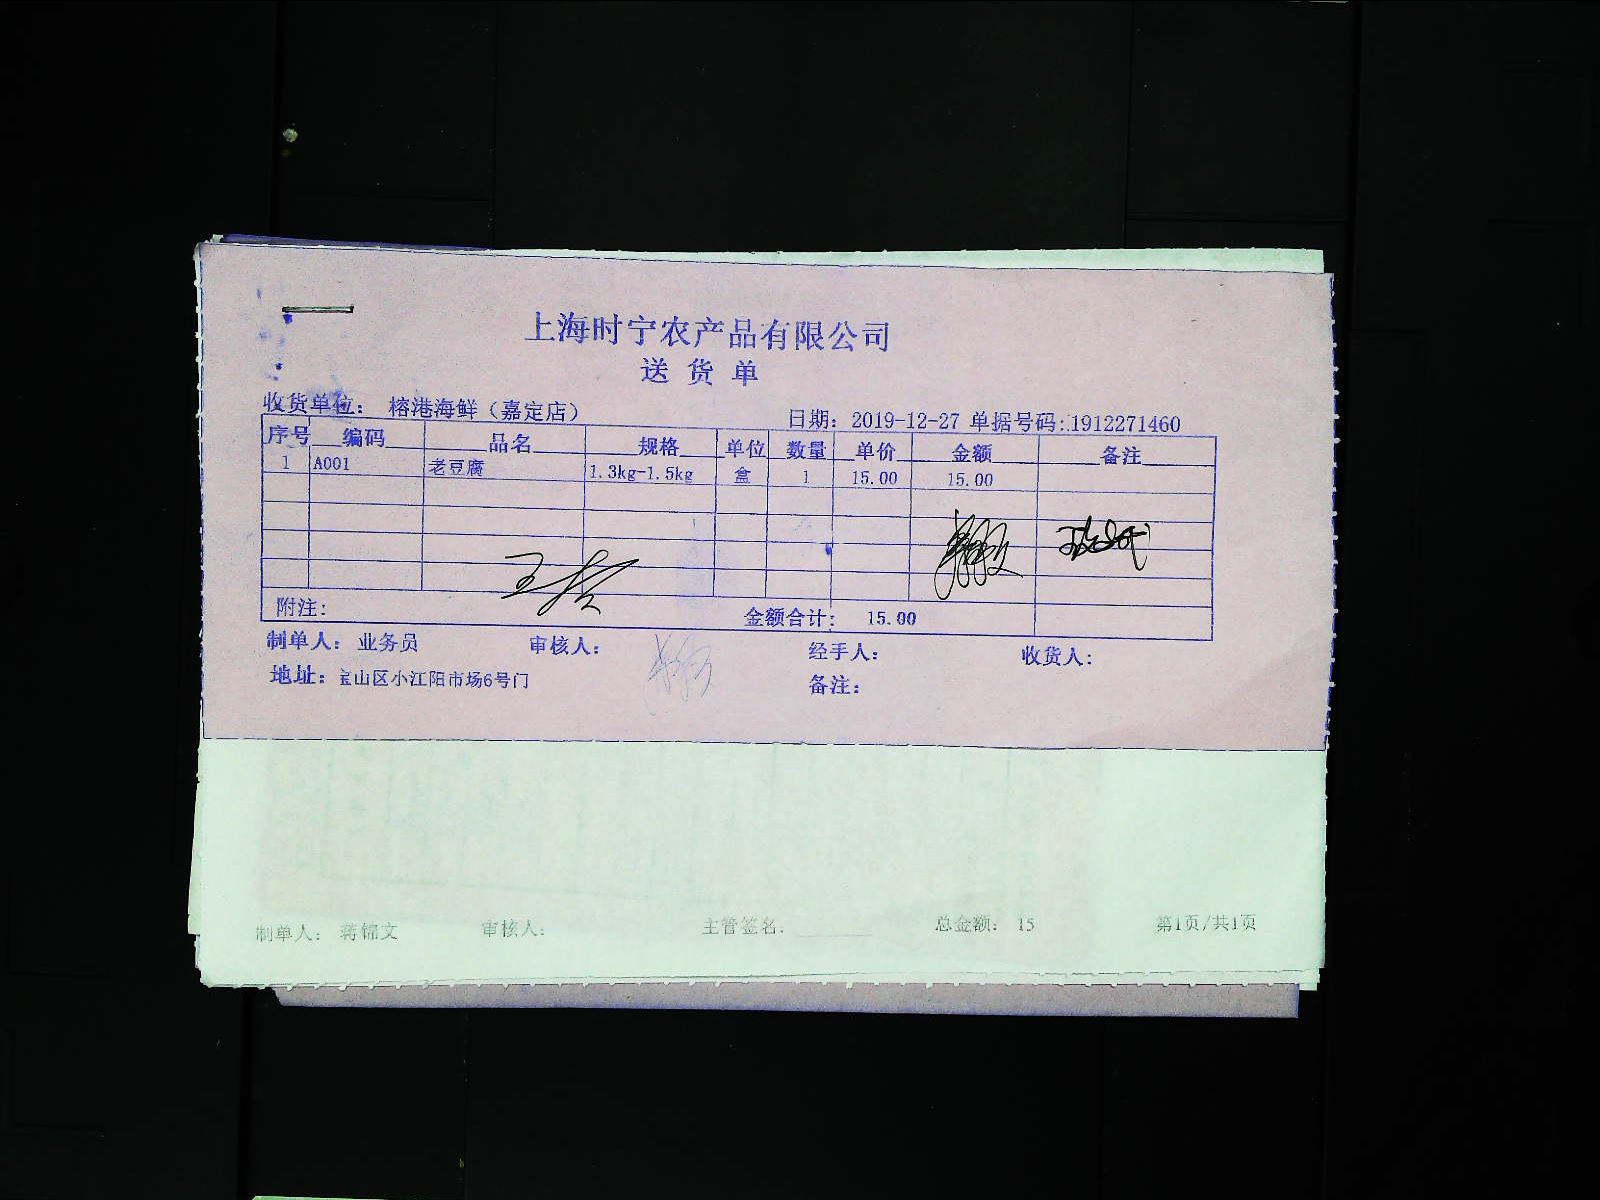 上海时宁农产品有限公司
送货单
收货单位： 榕港海鲜（嘉定店） 日期：2019-12-27 单据号码:1912271460
序号 编码 品名 规格 单位 数量 单价 金额 备注
1 A001 老豆腐 1.3kg-1.5kg 盒 1 15.00 15.00
附注： 金额合计： 15.00
制单人：业务员 审核人： 经手人： 收货人：
地址：宝山区小江阳市场6号门 备注：
制单人： 蒋锦文 审核人: 主管签名. 总金额： 15 第1页/共1页